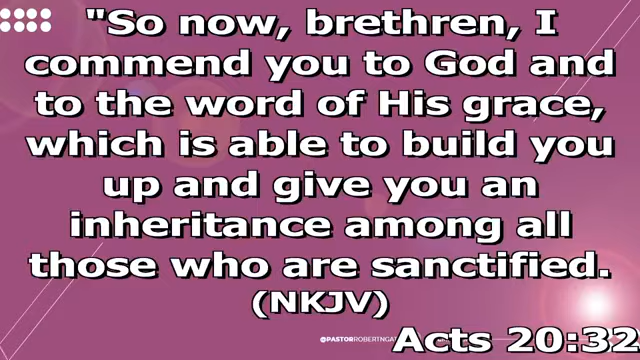 "So now, brethren, I
commend you to God and
to the word of His grace,
which is able to build you
up and give you an
inheritance among all
those who are sanctified.
(NKJV)
Acts 20:32